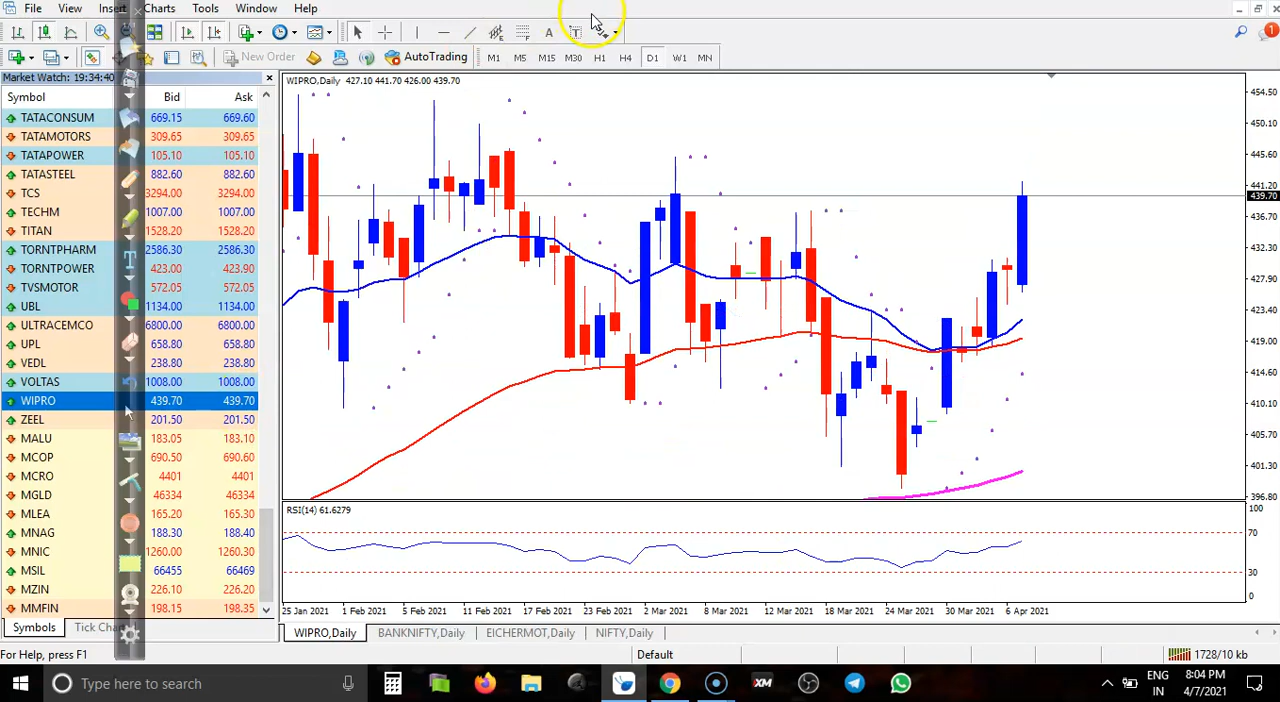 File View Insert Charts Tools Window Help
A T
New Order AutoTrading M1 M5 M15 M30 H1 H4 D1 W1 MN
1
Market Watch: 19:34:40
Symbol Bid Ask
TATACONSUM 669.15 669.60
TATAMOTORS 309.65 309.65
TATAPOWER 105.10 105.10
TATASTEEL 882.60 882.60
TCS 3294.00 3294.00
TECHM 1007.00 1007.00
TITAN 1528.20 1528.20
TORNTPHARM 2586.30 2586.30
TORNTPOWER 423.00 423.90
TVSMOTOR 572.05 572.05
UBL 1134.00 1134.00
ULTRACEMCO 6800.00 6800.00
UPL 658.80 658.80
VEDL 238.80 238.80
VOLTAS 1008.00 1008.00
WIPRO 439.70 439.70
ZEEL 201.50 201.50
MALU 183.05 183.10
MCOP 690.50 690.60
MCRO 4401 4401
MGLD 46334 46334
MLEA 165.20 165.30
MNAG 188.30 188.40
MNIC 1260.00 1260.30
MSIL 66455 66469
MZIN 226.10 226.20
MMFIN 198.15 198.35
Symbols Tick Ch
WIPRO,Daily 427.10 441.70 426.00 439.70
454.50
450.10
445.60
441.20
439.70
436.70
432.30
427.90
423.40
419.00
414.60
410.10
405.70
401.30
396.80
RSI(14) 61.6279
100
70
30
0
25 Jan 2021 1 Feb 2021 5 Feb 2021 11 Feb 2021 17 Feb 2021 23 Feb 2021 2 Mar 2021 8 Mar 2021 12 Mar 2021 18 Mar 2021 24 Mar 2021 30 Mar 2021 6 Apr 2021
WIPRO,Daily BANKNIFTY,Daily EICHERMOT,Daily NIFTY,Daily
For Help, press F1 Default 1728/10 kb
Type here to search XM ENG IN 8:04 PM 4/7/2021